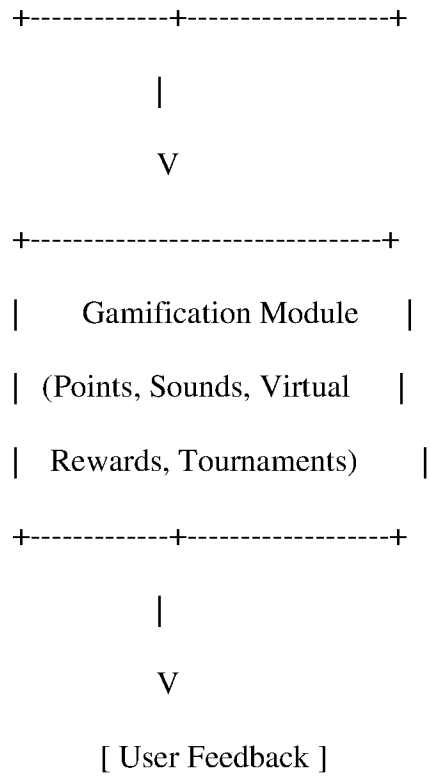 +-------------+-------------------+
|
V
+---------------------------------+
| Gamification Module |
| (Points, Sounds, Virtual |
| Rewards, Tournaments) |
+-------------+-------------------+
|
V
[ User Feedback ]